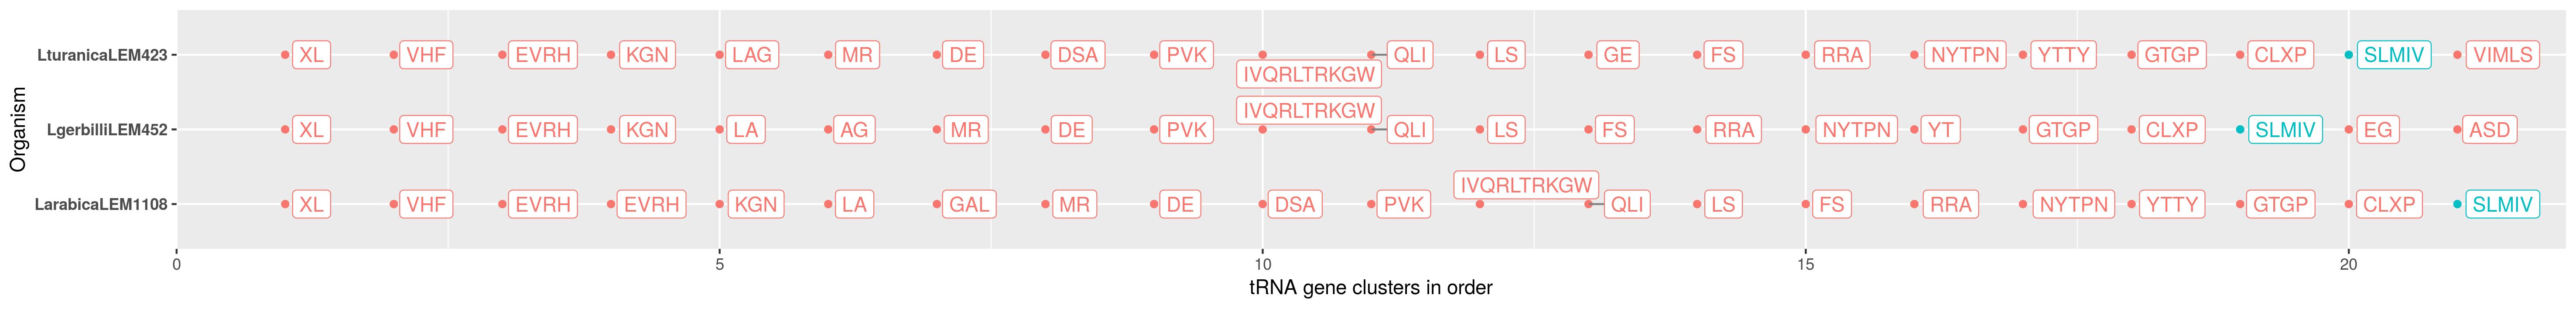 Organism
LturanicaLEM423 XL VHF EVRH KGN LAG MR DE DSA PVK IVQRLTRKGW QLI LS GE FS RRA NYTPN YTTY GTGP CLXP SLMIV VIMLS
LgerbilliLEM452 XL VHF EVRH KGN LA AG MR DE PVK IVQRLTRKGW QLI LS FS RRA NYTPN YT GTGP CLXP SLMIV EG ASD
LarabicaLEM1108 XL VHF EVRH EVRH KGN LA GAL MR DE DSA PVK IVQRLTRKGW QLI LS FS RRA NYTPN YTTY GTGP CLXP SLMIV
0 5 10 15 20
tRNA gene clusters in order